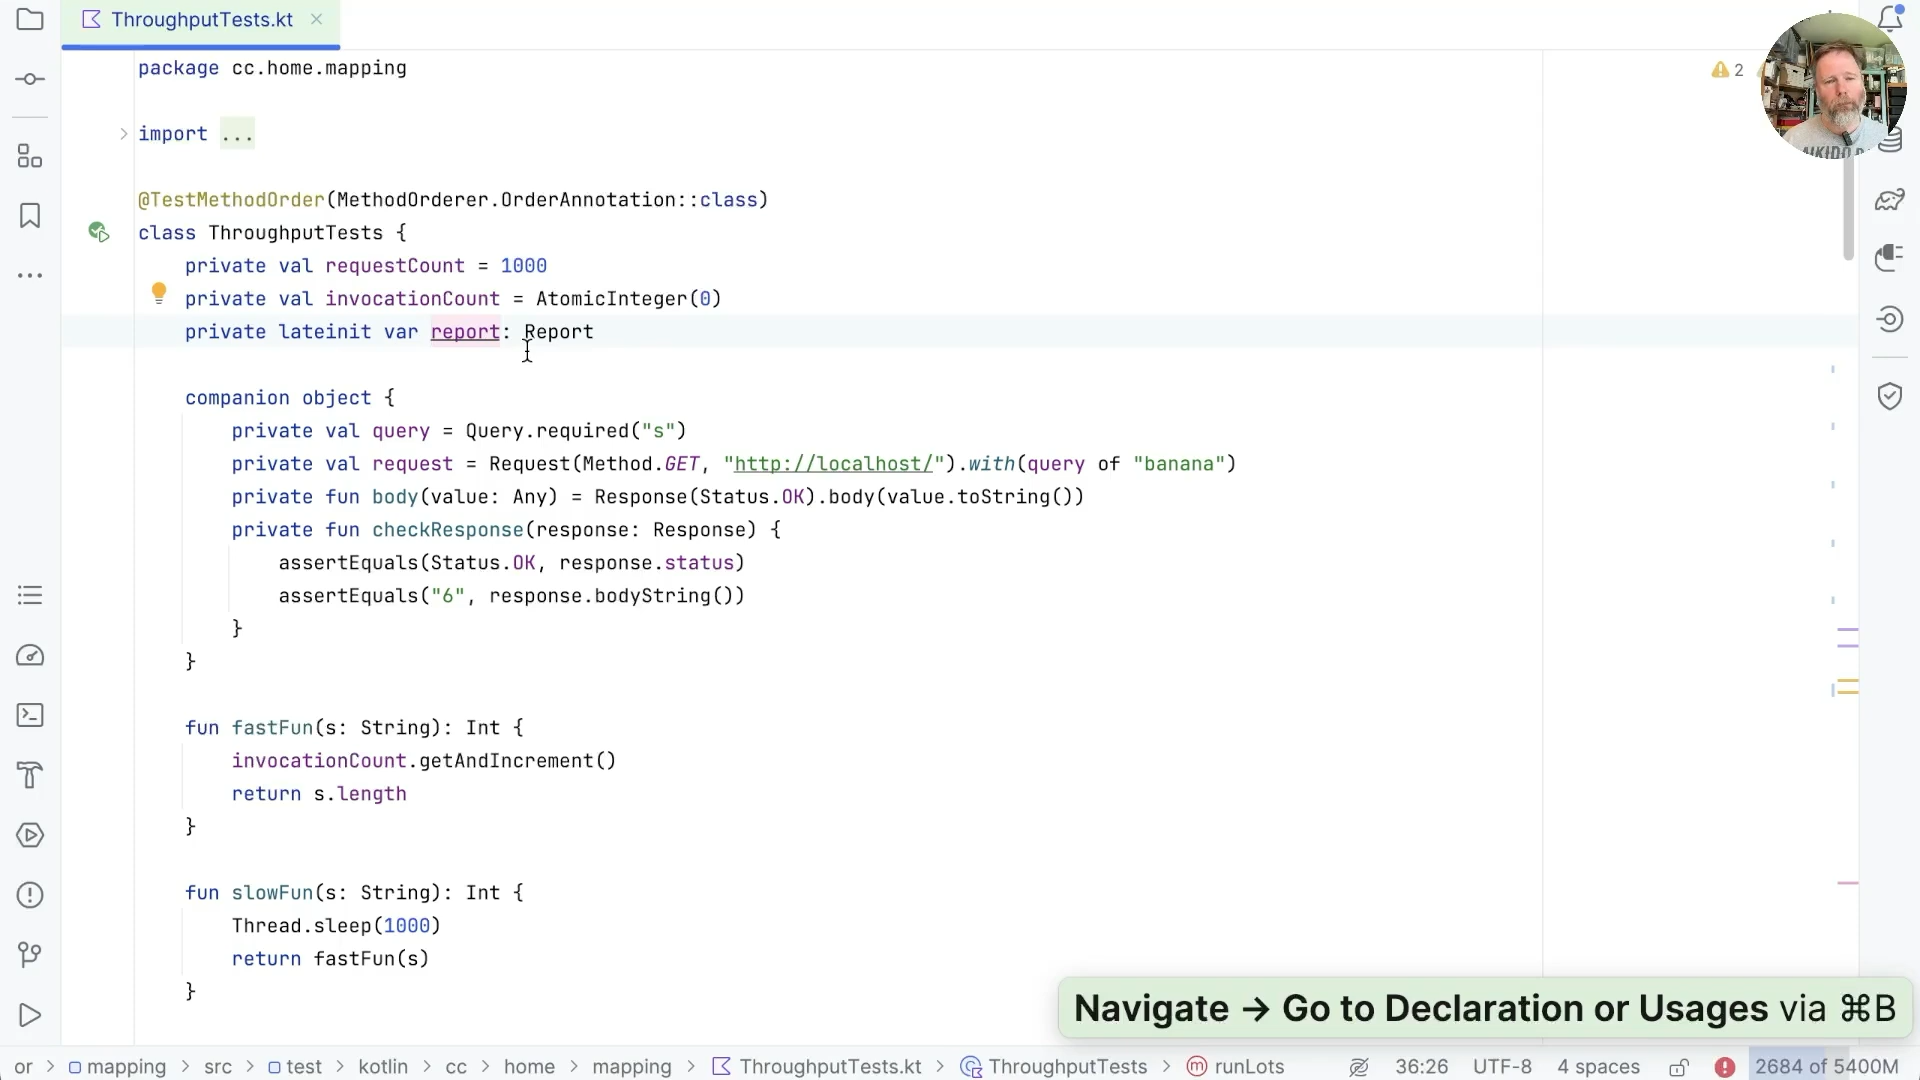 ThroughputTests.kt
package cc.home.mapping
2
import ...
@TestMethodOrder(MethodOrderer.OrderAnnotation::class)
class ThroughputTests {
private val requestCount = 1000
private val invocationCount = AtomicInteger(0)
private lateinit var report: Report
companion object {
private val query = Query.required("s")
private val request = Request(Method.GET, "http://localhost/").with(query of "banana")
private fun body(value: Any) = Response(Status.OK).body(value.toString())
private fun checkResponse(response: Response) {
assertEquals(Status.OK, response.status)
assertEquals("6", response.bodyString())
}
}
fun fastFun(s: String): Int {
invocationCount.getAndIncrement()
return s.length
}
fun slowFun(s: String): Int {
Thread.sleep(1000)
return fastFun(s)
}
Navigate → Go to Declaration or Usages via ⌘B
or > mapping > src > test > kotlin > cc > home > mapping > ThroughputTests.kt > ThroughputTests > runLots 36:26 UTF-8 4 spaces 2684 of 5400M